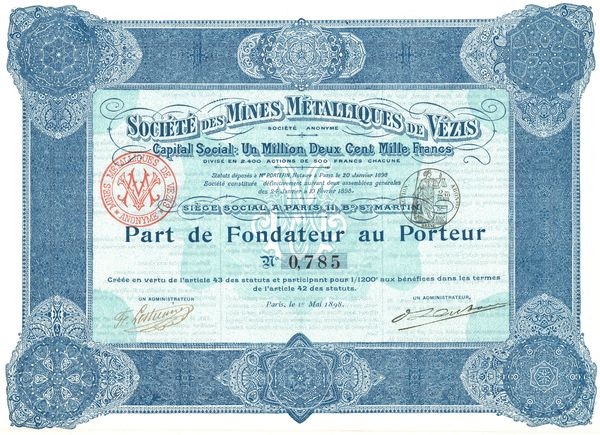 SOCIÉTÉ DES MINES MÉTALLIQUES DE VÉZIS
SOCIÉTÉ ANONYME
Capital Social: Un Million Deux Cent Mille Francs
DIVISÉ EN 2.400 ACTIONS DE 500 FRANCS CHACUNE
Statuts déposés à Me PORTEFIN, Notaire à Paris le 20 Janvier 1898
Société constituée définitivement suivant deux assemblées générales
des 24 Janvier & 10 Février 1898.
SIÈGE SOCIAL A PARIS 11 Bd St MARTIN
MINES MÉTALLIQUES DE VÉZIS
ANONYME
Part de Fondateur au Porteur
No 0,785
Créée en vertu de l'article 43 des statuts et participant pour 1/1200e aux bénéfices dans les termes
de l'article 42 des statuts.
UN ADMINISTRATEUR
Paris, le 1er Mai 1898.
UN ADMINISTRATEUR